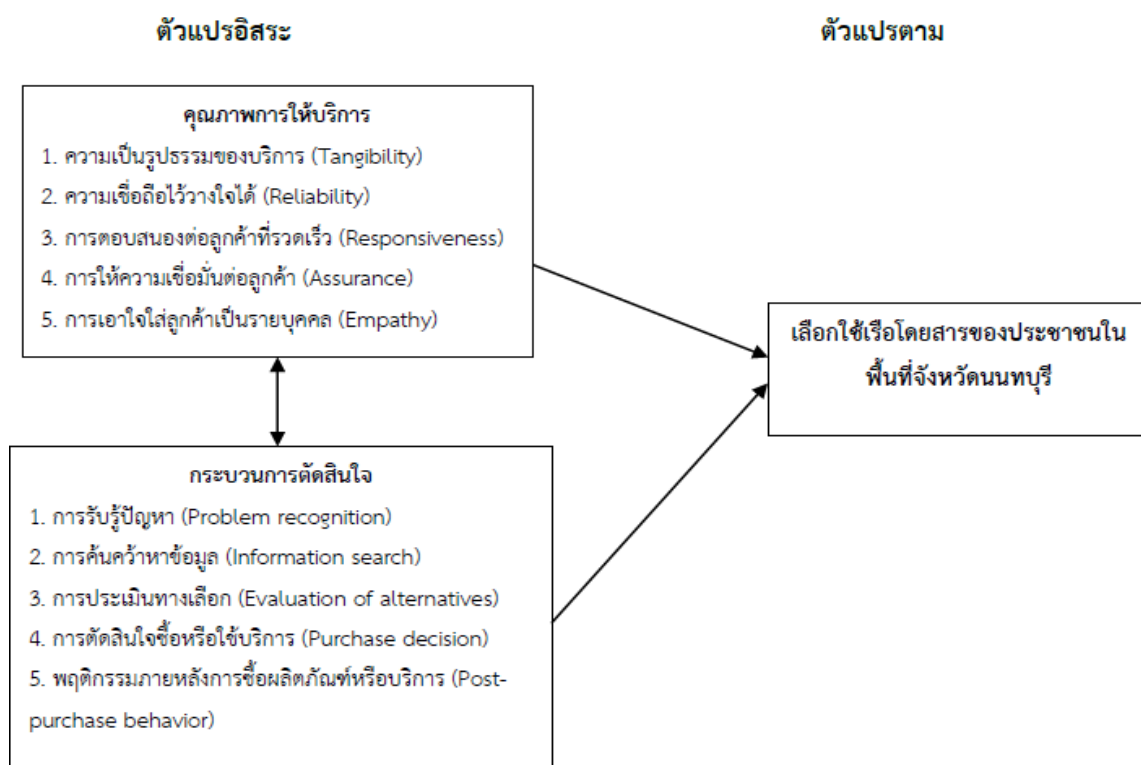 ตัวแปรอิสระ
ตัวแปรตาม
คุณภาพการให้บริการ
1. ความเป็นรูปธรรมของบริการ (Tangibility)
2. ความเชื่อถือไว้วางใจได้ (Reliability)
3. การตอบสนองต่อลูกค้าที่รวดเร็ว (Responsiveness)
4. การให้ความเชื่อมั่นต่อลูกค้า (Assurance)
5. การเอาใจใส่ลูกค้าเป็นรายบุคคล (Empathy)
เลือกใช้เรือโดยสารของประชาชนใน
พื้นที่จังหวัดนนทบุรี
กระบวนการตัดสินใจ
1. การรับรู้ปัญหา (Problem recognition)
2. การค้นคว้าหาข้อมูล (Information search)
3. การประเมินทางเลือก (Evaluation of alternatives)
4. การตัดสินใจซื้อหรือใช้บริการ (Purchase decision)
5. พฤติกรรมภายหลังการซื้อผลิตภัณฑ์หรือบริการ (Post-
purchase behavior)